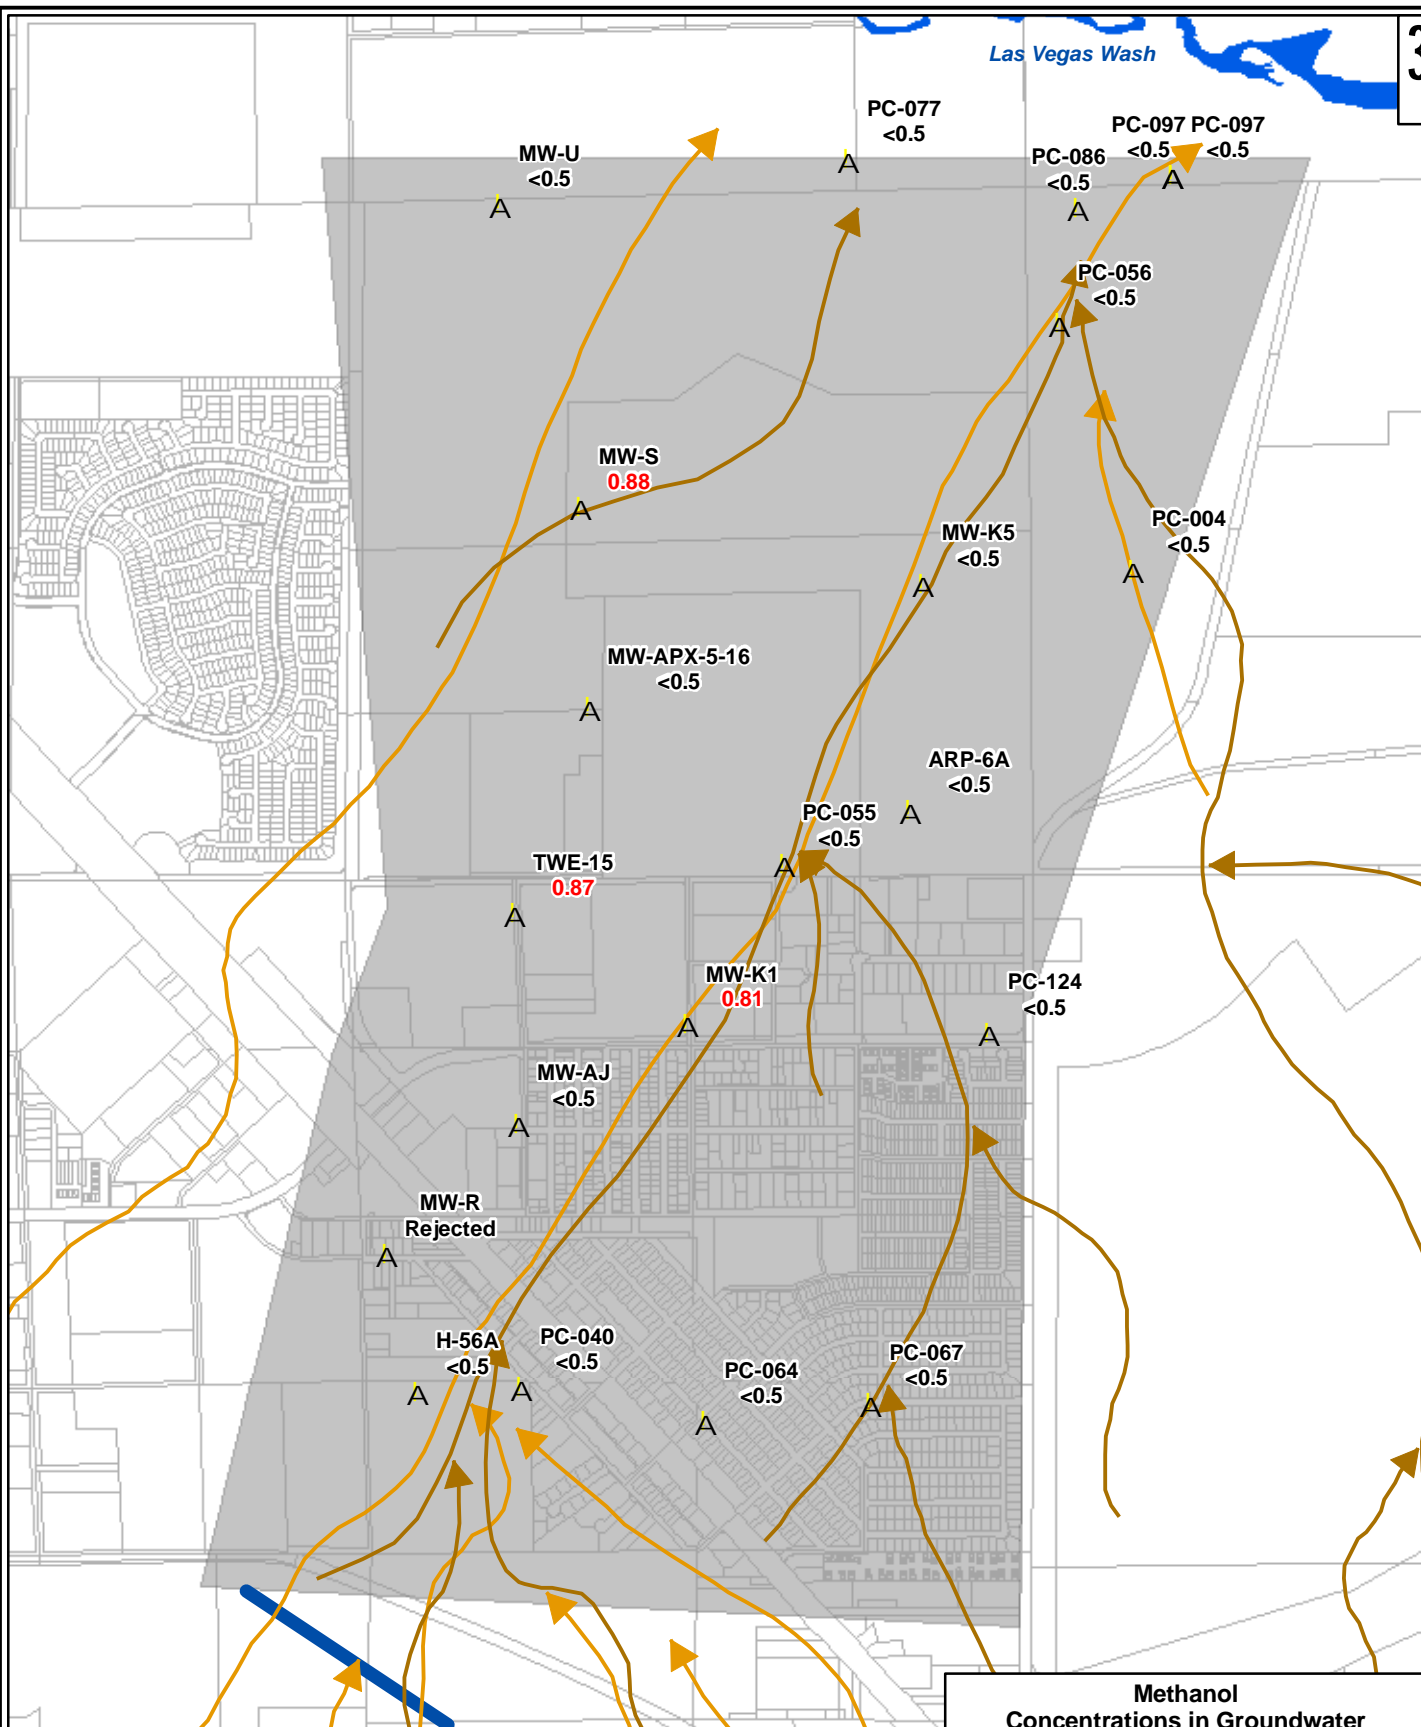 Las Vegas Wash
3
PC-077
<0.5
PC-097 PC-097
<0.5 <0.5
MW-U
<0.5
PC-086
<0.5
A
A
A
A
PC-056
<0.5
A
MW-S
0.88
A
PC-004
<0.5
MW-K5
<0.5
A
A
MW-APX-5-16
<0.5
A
ARP-6A
<0.5
A
PC-055
<0.5
A
TWE-15
0.87
A
MW-K1
0.81
A
PC-124
<0.5
A
MW-AJ
<0.5
A
MW-R
Rejected
A
H-56A
<0.5
A
PC-040
<0.5
A
PC-064
<0.5
A
PC-067
<0.5
A
Methanol
Concentrations in Groundwater